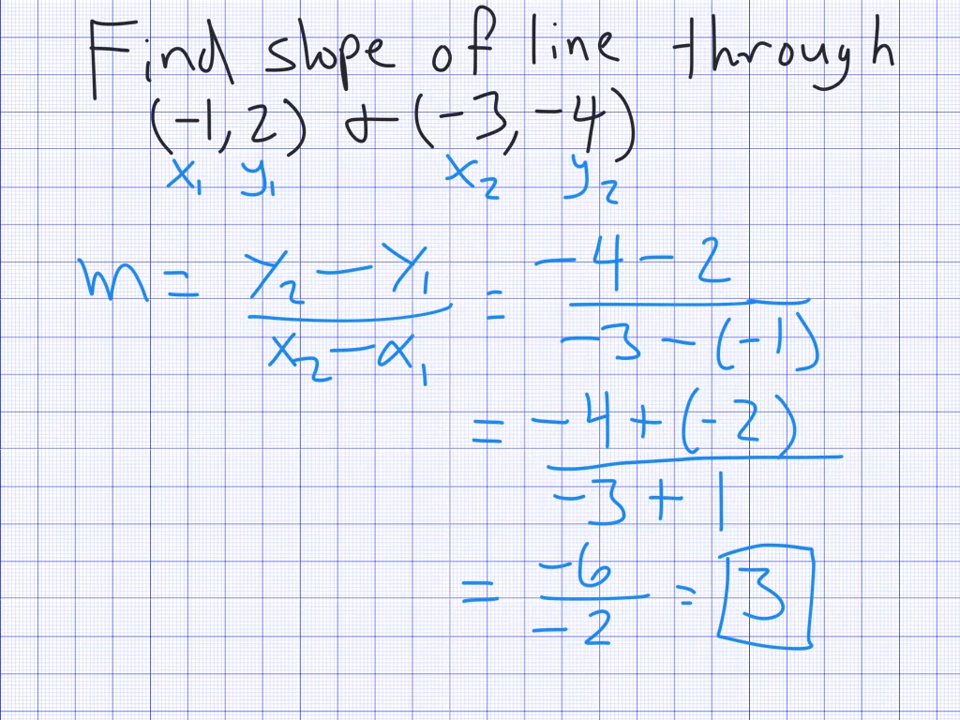 Find slope of line through
(-1, 2) & (-3, -4)
x₁ y₁ x₂ y₂
m = y₂ - y₁ / x₂ - x₁ = -4 - 2 / -3 - (-1)
= -4 + (-2) / -3 + 1
= -6 / -2 = 3